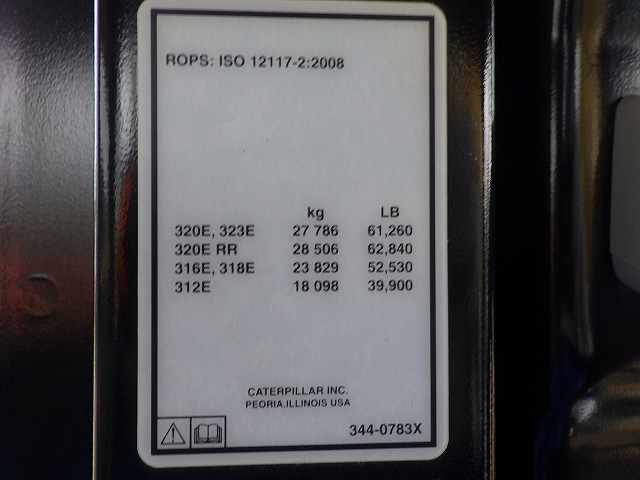 ROPS: ISO 12117-2:2008
kg LB
320E, 323E 27 786 61,260
320E RR 28 506 62,840
316E, 318E 23 829 52,530
312E 18 098 39,900
CATERPILLAR INC.
PEORIA,ILLINOIS USA
344-0783X